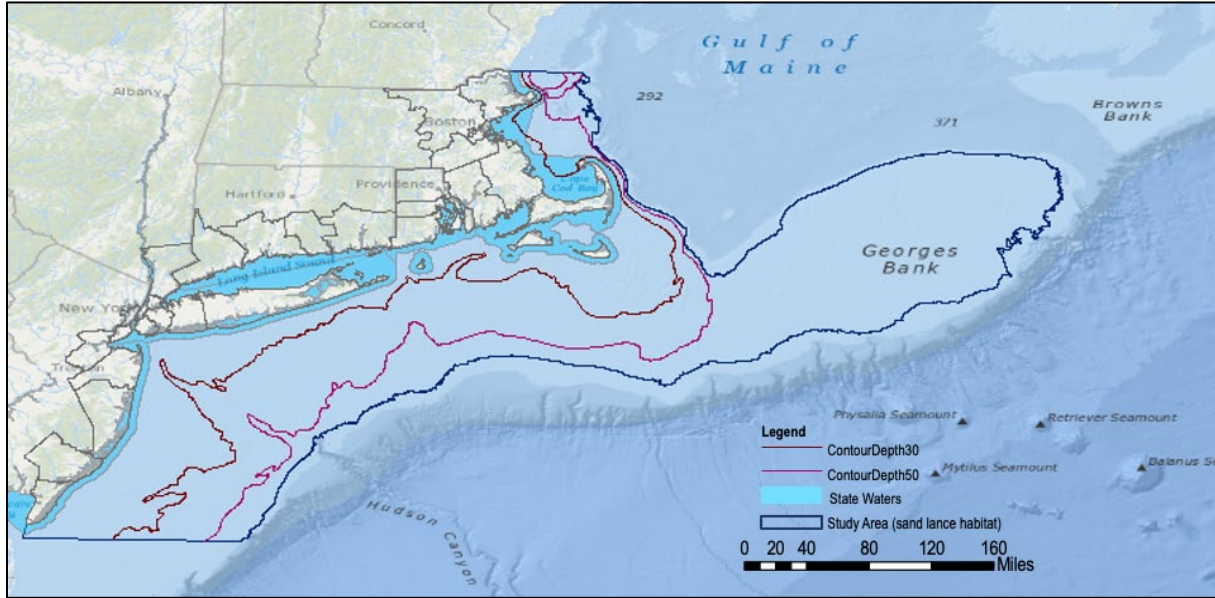 Concord
Gulf of
Maine
292
Browns
Bank
Albany
371
Boston
Cape
Cod Bay
Providence
Hartford
Georges
Bank
Long Island Sound
New York
Trenton
Physalia Seamount
Retriever Seamount
Legend
ContourDepth30
Mytilus Seamount
Balanus Se
ContourDepth50
State Waters
Hudson
Canyon
Study Area (sand lance habitat)
0 20 40 80 120 160
Miles